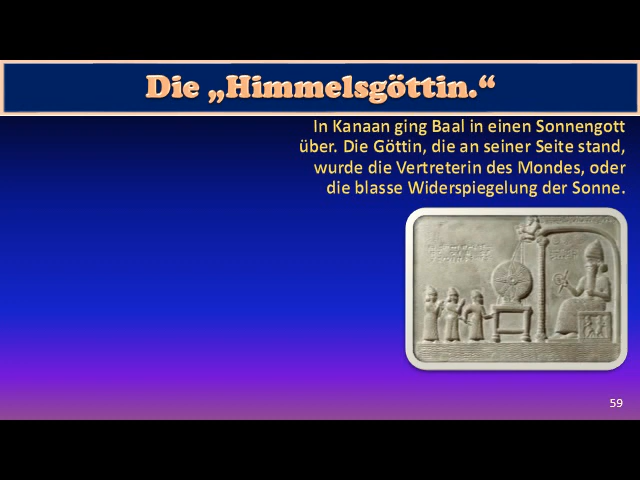 Die „Himmelsgöttin.“
In Kanaan ging Baal in einen Sonnengott
über. Die Göttin, die an seiner Seite stand,
wurde die Vertreterin des Mondes, oder
die blasse Widerspiegelung der Sonne.
59